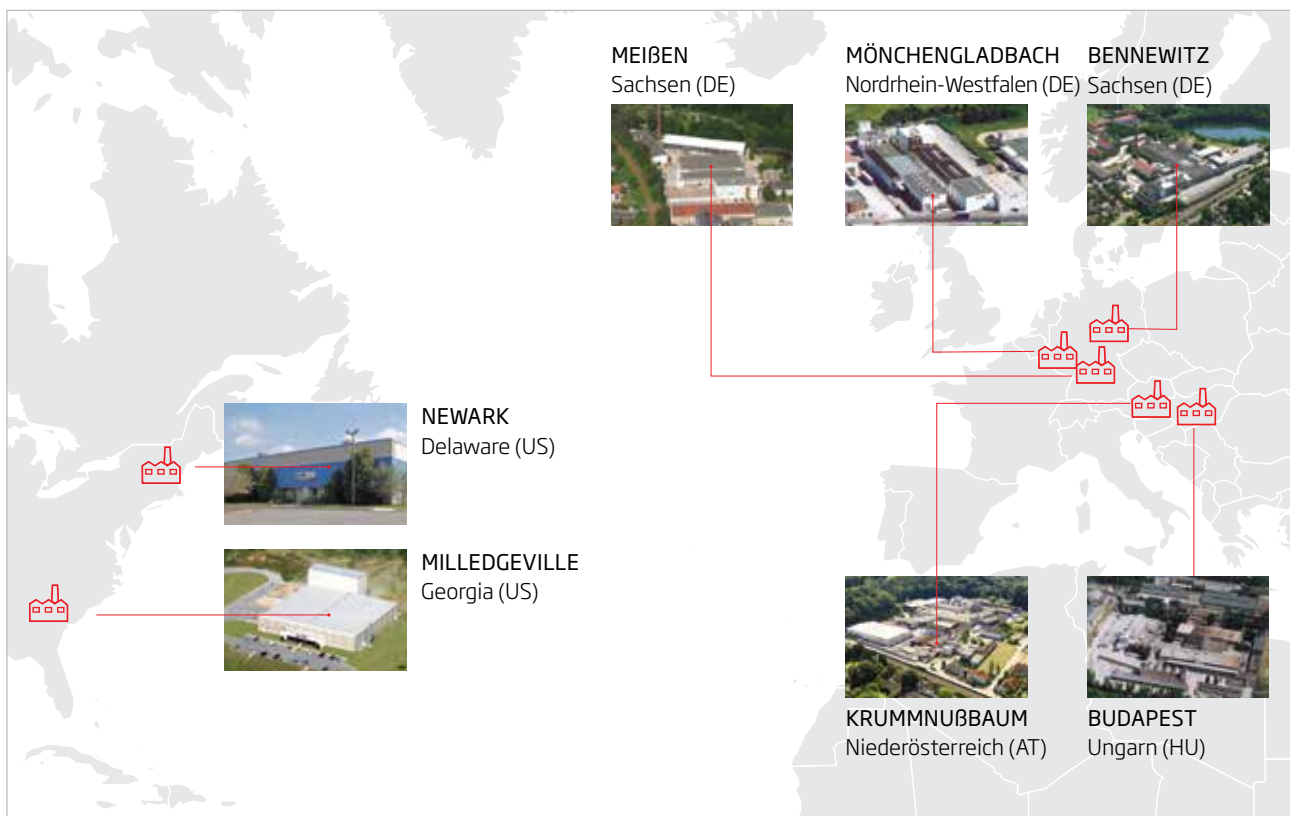 MEIßEN
Sachsen (DE)
MÖNCHENGLADBACH
Nordrhein-Westfalen (DE)
BENNEWITZ
Sachsen (DE)
NEWARK
Delaware (US)
MILLEDGEVILLE
Georgia (US)
KRUMMNUßBAUM
Niederösterreich (AT)
BUDAPEST
Ungarn (HU)